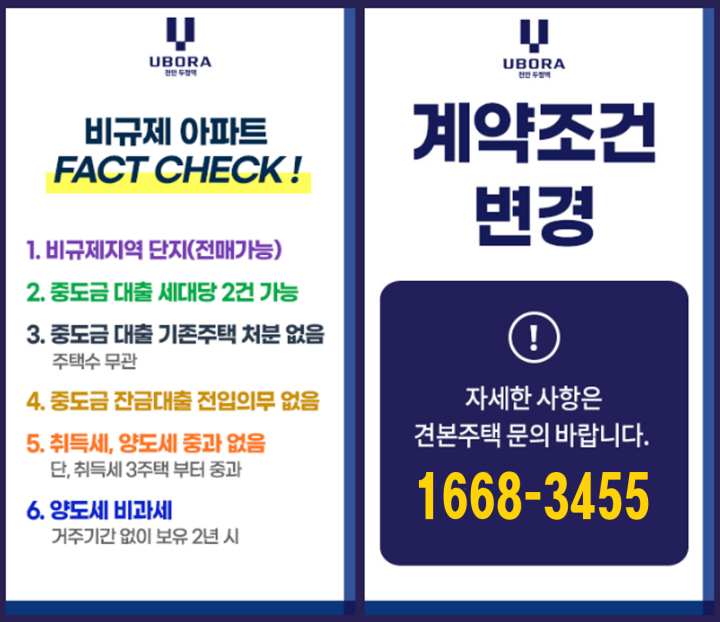 UBORA
천안 두정역
비규제 아파트
FACT CHECK !
1. 비규제지역 단지(전매가능)
2. 중도금 대출 세대당 2건 가능
3. 중도금 대출 기존주택 처분 없음
주택수 무관
4. 중도금 잔금대출 전입의무 없음
5. 취득세, 양도세 중과 없음
단, 취득세 3주택 부터 중과
6. 양도세 비과세
거주기간 없이 보유 2년 시
UBORA
천안 두정역
계약조건
변경
!
자세한 사항은
견본주택 문의 바랍니다.
1668-3455